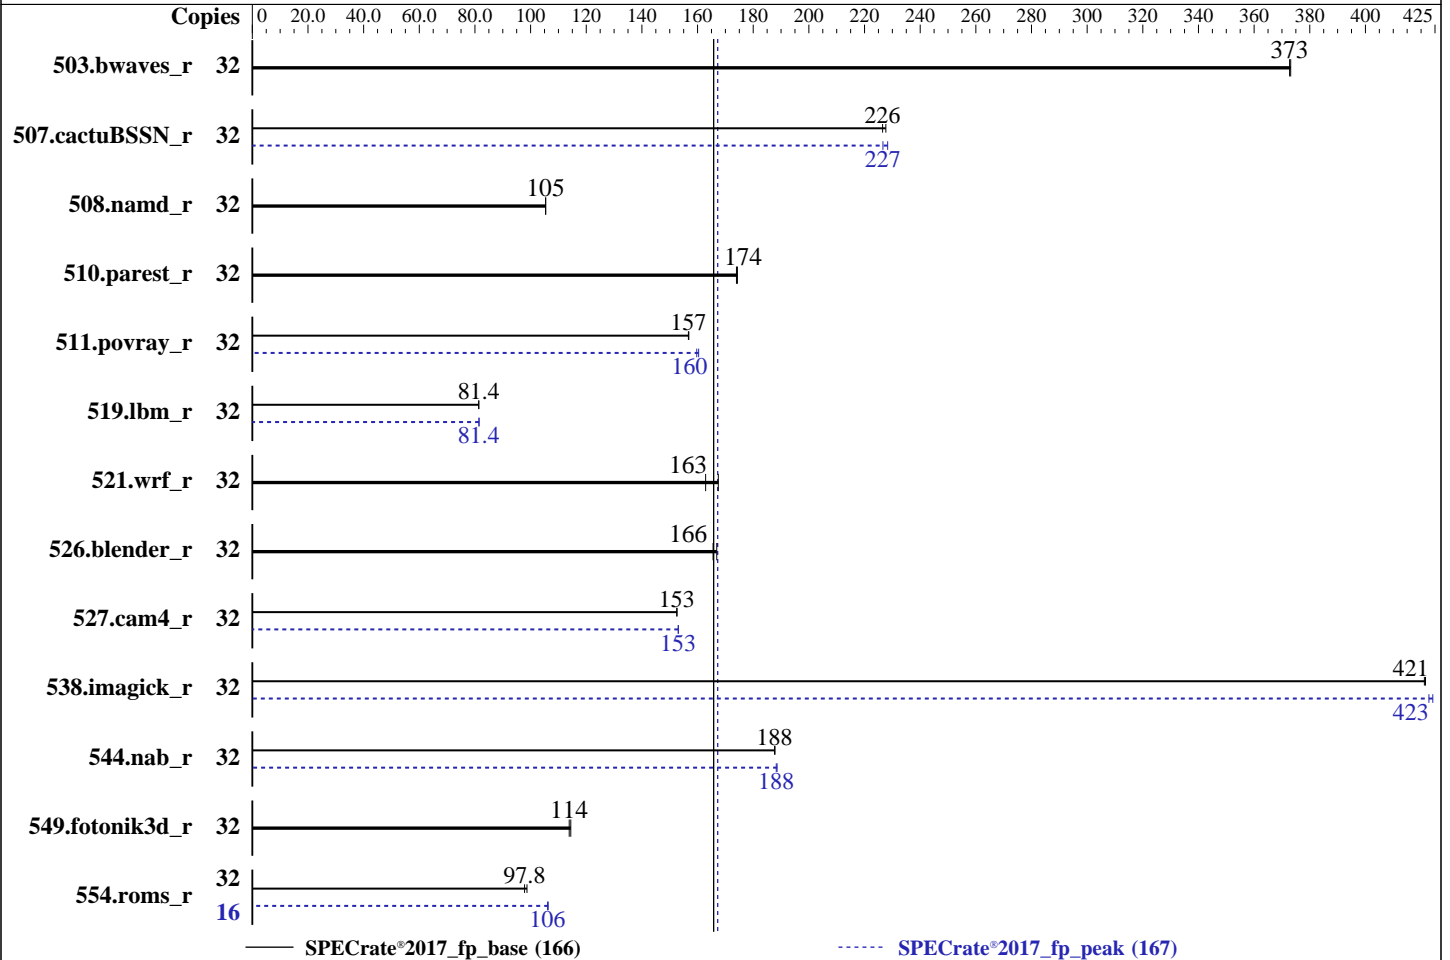 Copies 0 20.0 40.0 60.0 80.0 100 120 140 160 180 200 220 240 260 280 300 320 340 360 380 400 425
503.bwaves_r 32 373
507.cactuBSSN_r 32 226
227
508.namd_r 32 105
510.parest_r 32 174
511.povray_r 32 157
160
519.lbm_r 32 81.4
81.4
521.wrf_r 32 163
526.blender_r 32 166
527.cam4_r 32 153
153
538.imagick_r 32 421
423
544.nab_r 32 188
188
549.fotonik3d_r 32 114
554.roms_r 32 97.8
16 106
SPECrate®2017_fp_base (166) SPECrate®2017_fp_peak (167)